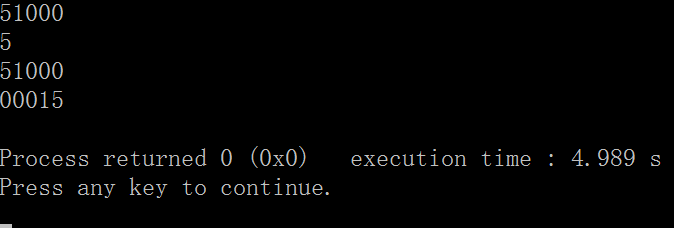 51000
5
51000
00015
Process returned 0 (0x0)   execution time : 4.989 s
Press any key to continue.